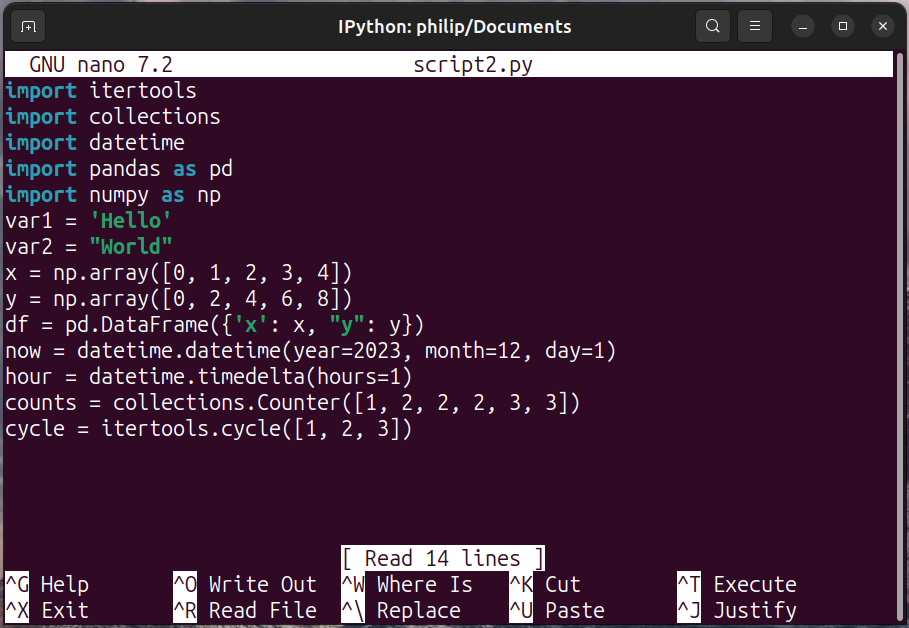 IPython: philip/Documents
GNU nano 7.2 script2.py
import itertools
import collections
import datetime
import pandas as pd
import numpy as np
var1 = 'Hello'
var2 = "World"
x = np.array([0, 1, 2, 3, 4])
y = np.array([0, 2, 4, 6, 8])
df = pd.DataFrame({'x': x, "y": y})
now = datetime.datetime(year=2023, month=12, day=1)
hour = datetime.timedelta(hours=1)
counts = collections.Counter([1, 2, 2, 2, 3, 3])
cycle = itertools.cycle([1, 2, 3])
[ Read 14 lines ]
^G Help ^O Write Out ^W Where Is ^K Cut ^T Execute
^X Exit ^R Read File ^\ Replace ^U Paste ^J Justify